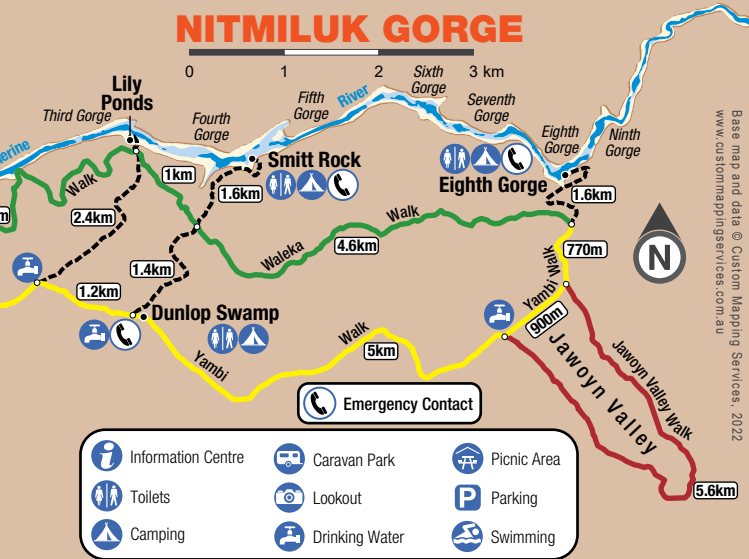 NITMILUK GORGE
0 1 2 3 km
Lily
Ponds
Third Gorge
Fourth
Gorge
Fifth
Gorge
River
Sixth
Gorge
Seventh
Gorge
Eighth
Gorge
Ninth
Gorge
erine
Walk
1km
Smitt Rock
1.6km
Eighth Gorge
1.6km
m
2.4km
Waleka
4.6km
Walk
770m
N
1.4km
1.2km
Dunlop Swamp
Yambi
Walk
5km
Yambi Walk
900m
Jawoyn Valley
Jawoyn Valley Walk
5.6km
Emergency Contact
i Information Centre
Caravan Park
Picnic Area
Toilets
Lookout
P Parking
Camping
Drinking Water
Swimming
Base map and data © Custom Mapping Services, 2022
www.custommappingservices.com.au